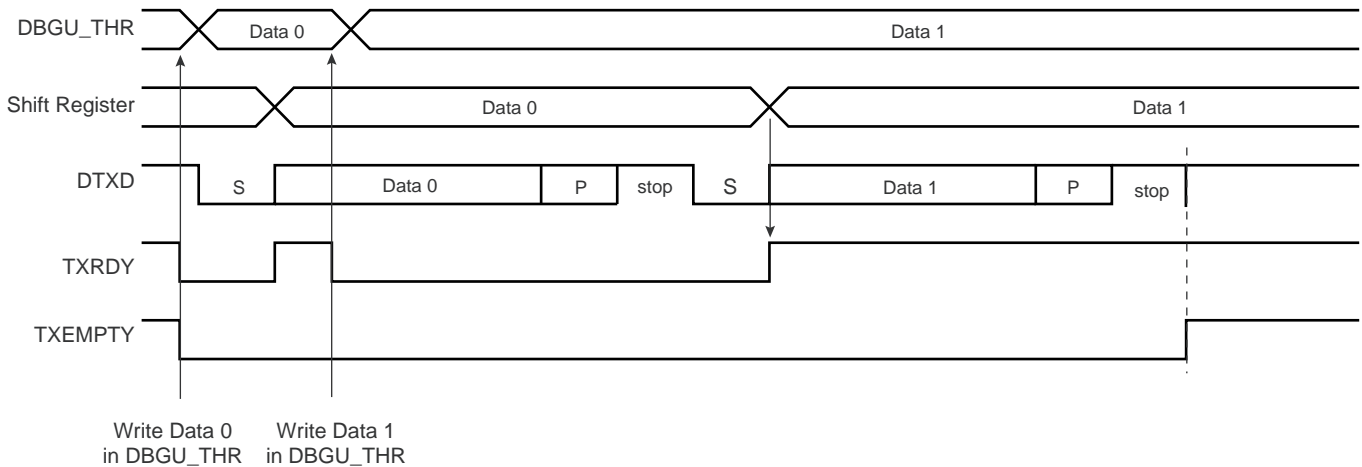 DBGU_THR
Data 0
Data 1
Shift Register
Data 0
Data 1
DTXD
S
Data 0
P
stop
S
Data 1
P
stop
TXRDY
TXEMPTY
Write Data 0
in DBGU_THR
Write Data 1
in DBGU_THR